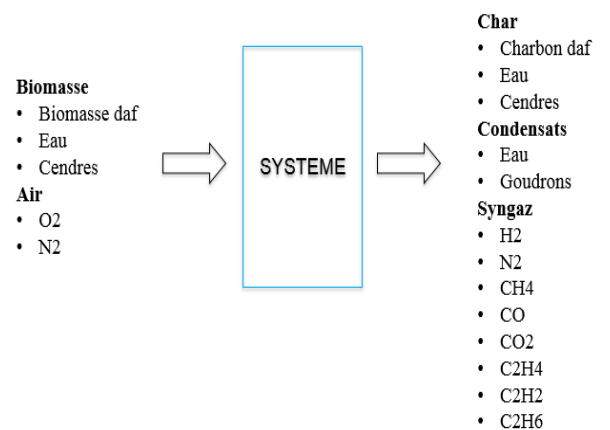 Biomasse
• Biomasse daf
• Eau
• Cendres
Air
• O2
• N2
SYSTEME
Char
• Charbon daf
• Eau
• Cendres
Condensats
• Eau
• Goudrons
Syngaz
• H2
• N2
• CH4
• CO
• CO2
• C2H4
• C2H2
• C2H6